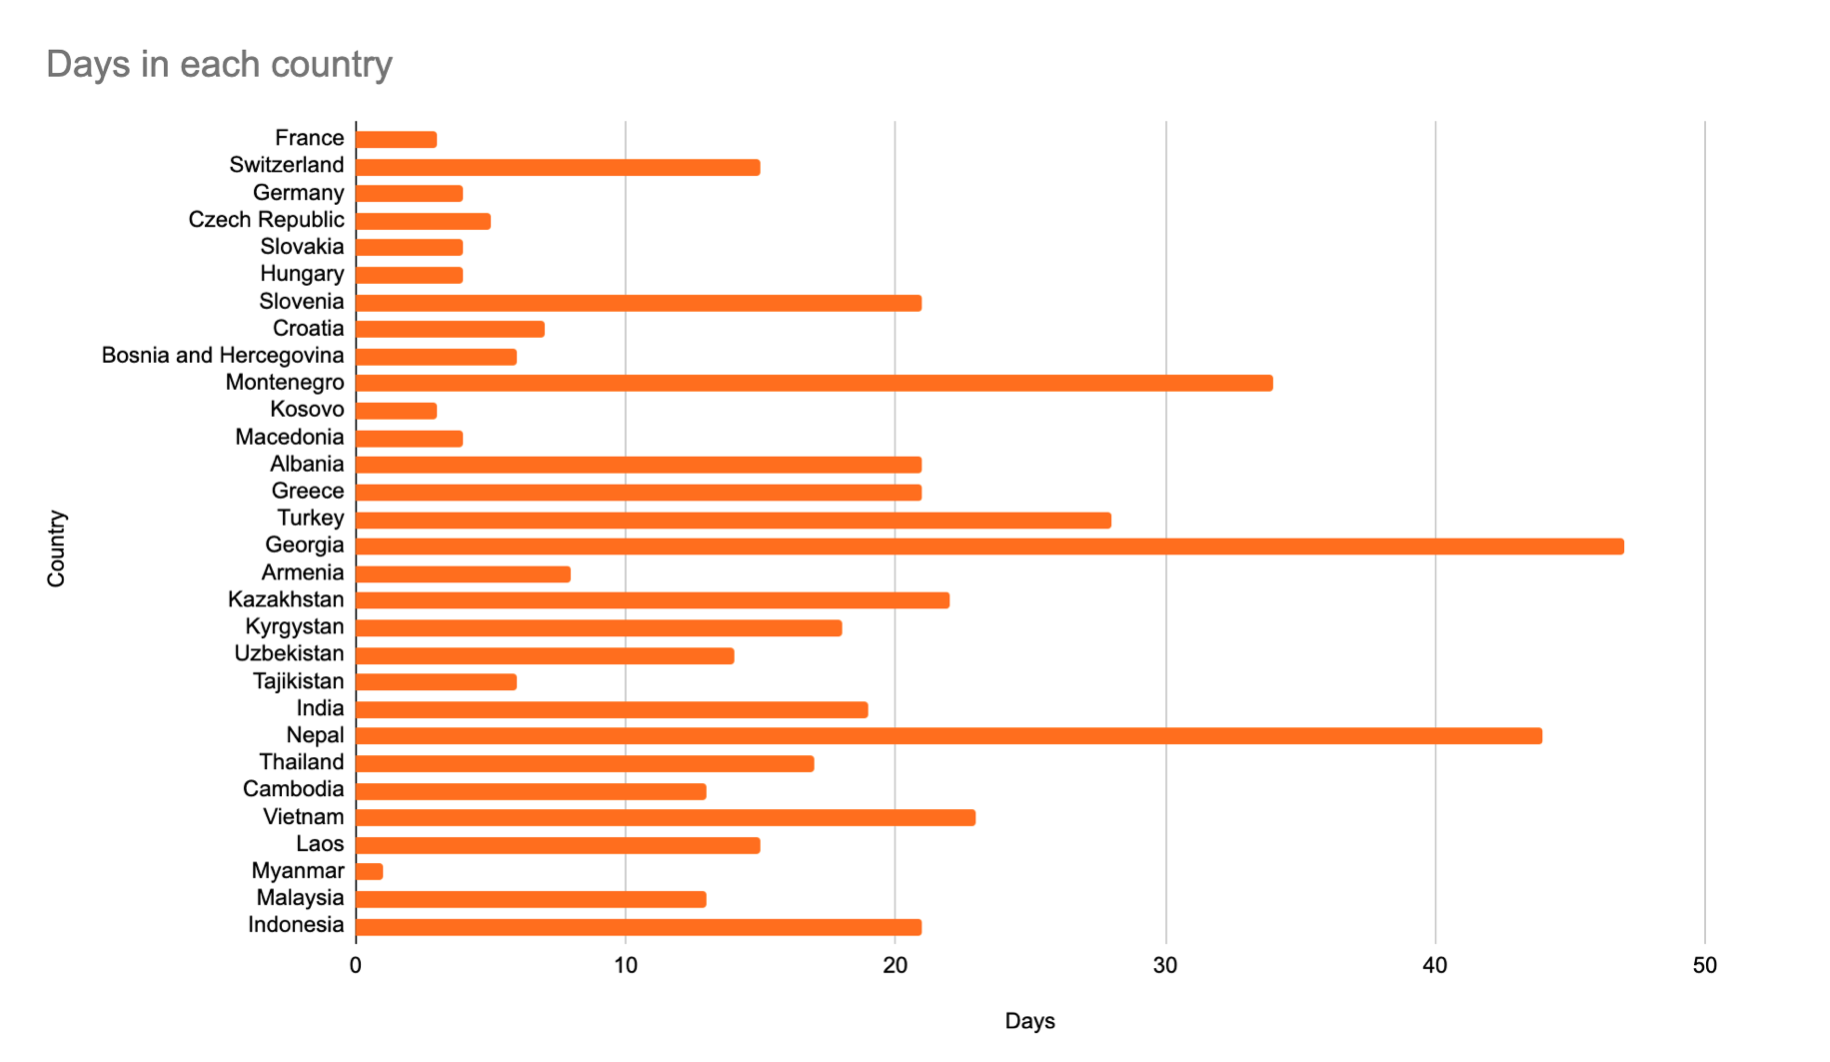 Days in each country
Country
France
Switzerland
Germany
Czech Republic
Slovakia
Hungary
Slovenia
Croatia
Bosnia and Hercegovina
Montenegro
Kosovo
Macedonia
Albania
Greece
Turkey
Georgia
Armenia
Kazakhstan
Kyrgystan
Uzbekistan
Tajikistan
India
Nepal
Thailand
Cambodia
Vietnam
Laos
Myanmar
Malaysia
Indonesia
0 10 20 30 40 50
Days